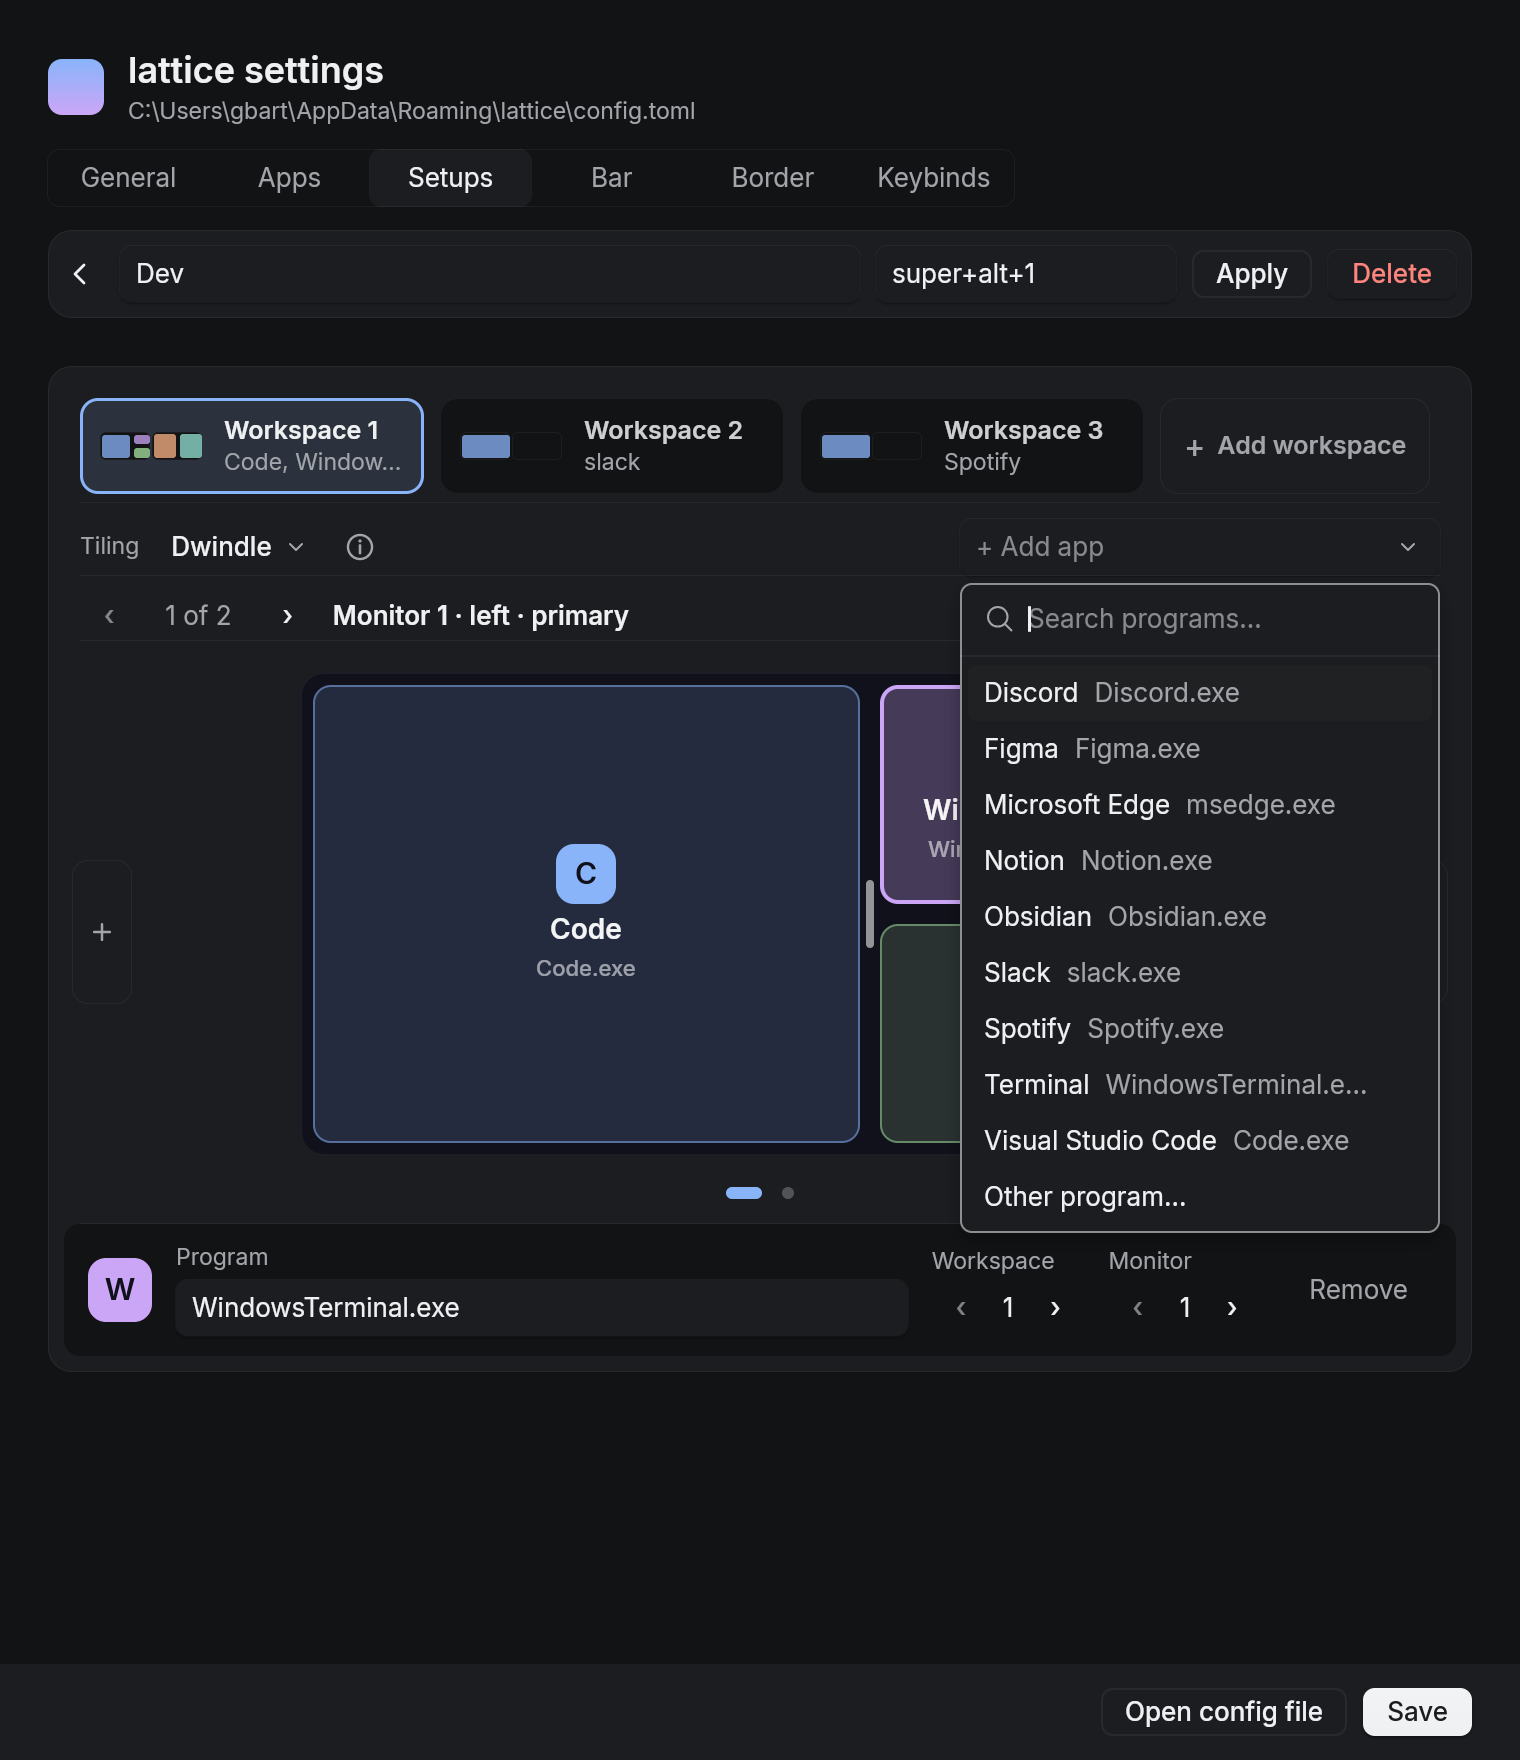 lattice settings
C:\Users\gbart\AppData\Roaming\lattice\config.toml
General Apps Setups Bar Border Keybinds
Dev super+alt+1 Apply Delete
Workspace 1
Code, Window...
Workspace 2
slack
Workspace 3
Spotify
+ Add workspace
Tiling Dwindle + Add app
‹ 1 of 2 › Monitor 1 · left · primary
Search programs...
Discord Discord.exe
Figma Figma.exe
Microsoft Edge msedge.exe
Notion Notion.exe
Obsidian Obsidian.exe
Slack slack.exe
Spotify Spotify.exe
Terminal WindowsTerminal.e...
Visual Studio Code Code.exe
Other program...
+
C
Code
Code.exe
Program Workspace Monitor
W WindowsTerminal.exe ‹ 1 › ‹ 1 › Remove
Open config file Save